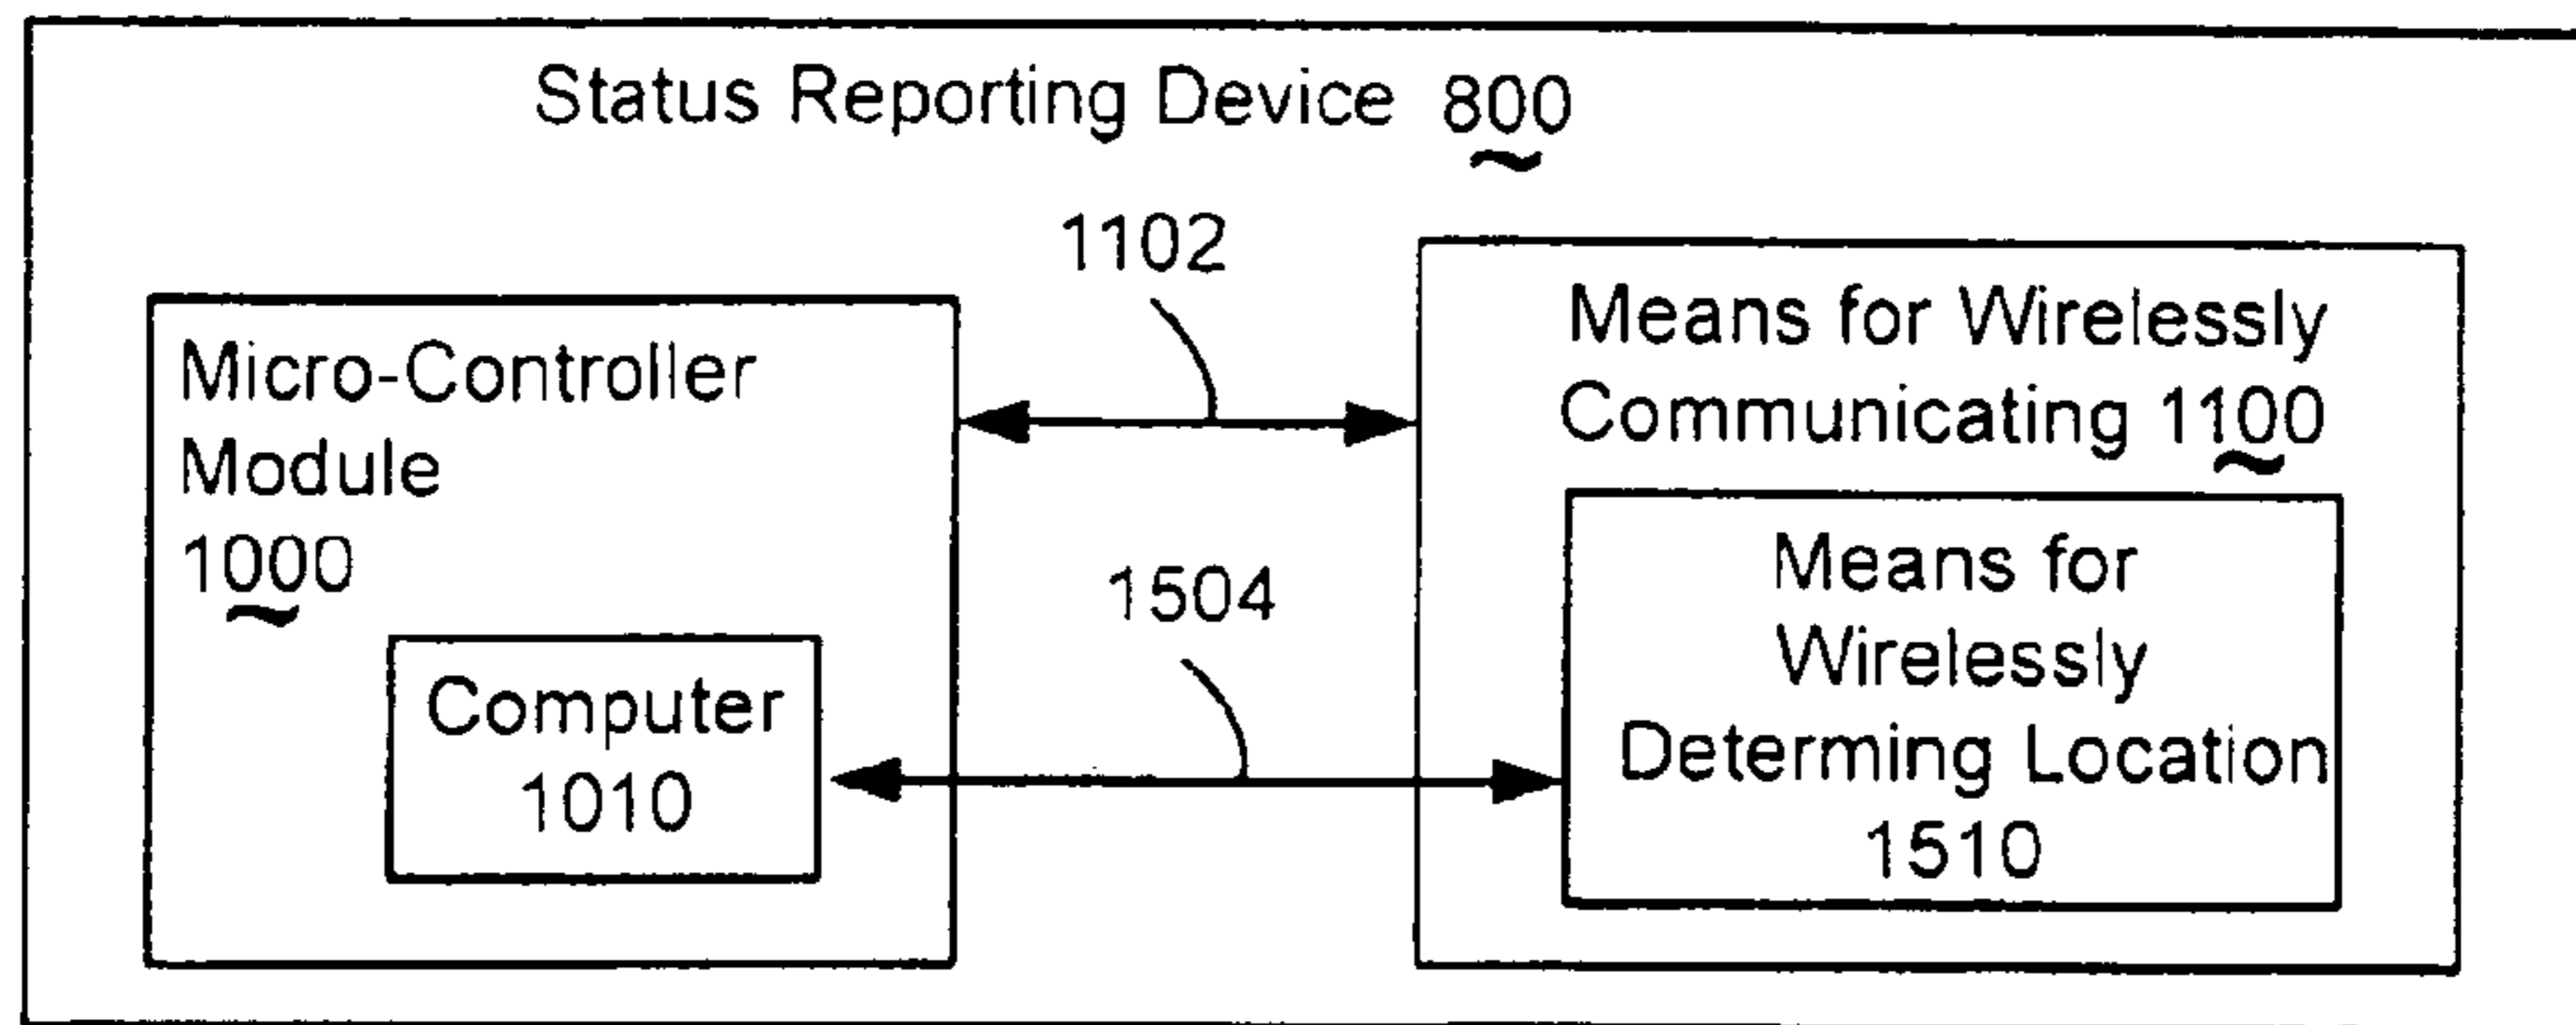 Status Reporting Device 800
1102
Micro-Controller
Module
1000
Means for Wirelessly
Communicating 1100
1504
Computer
1010
Means for
Wirelessly
Determing Location
1510